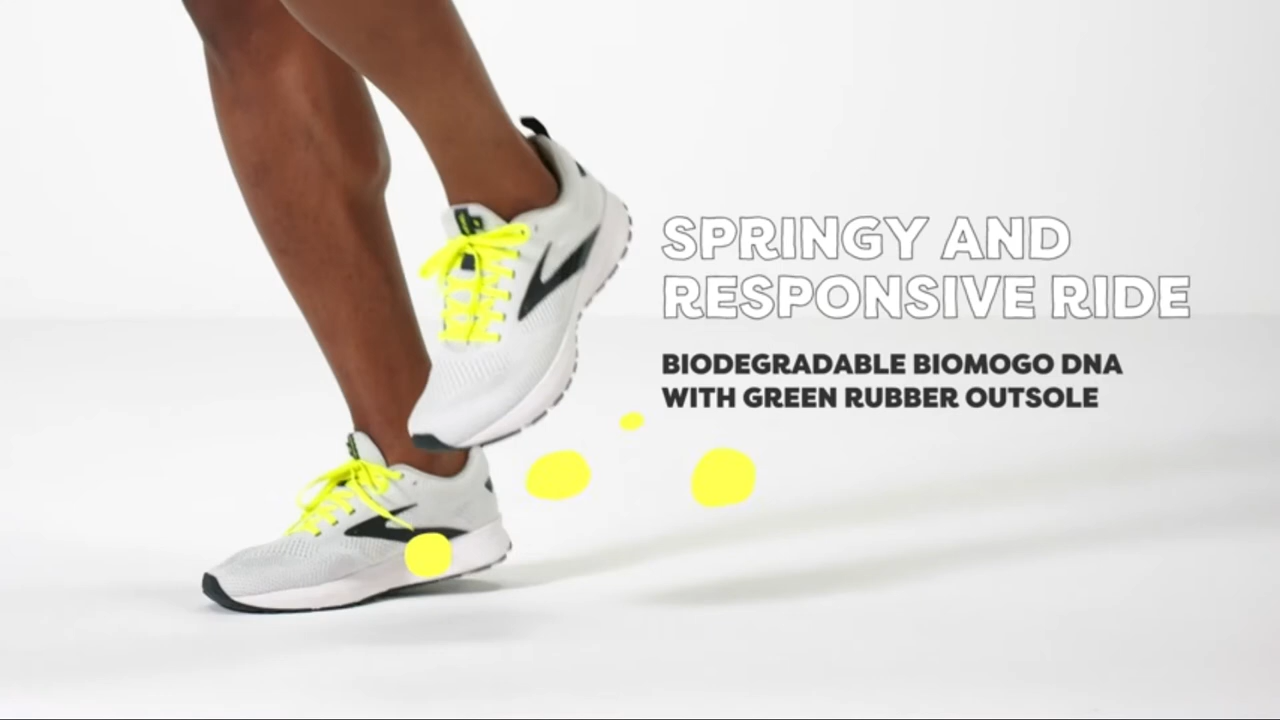 SPRINGY AND
RESPONSIVE RIDE
BIODEGRADABLE BIOMOGO DNA
WITH GREEN RUBBER OUTSOLE